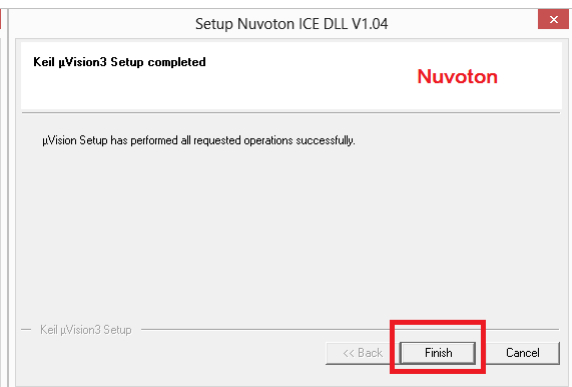 Setup Nuvoton ICE DLL V1.04
Keil µVision3 Setup completed
Nuvoton
µVision Setup has performed all requested operations successfully.
Keil µVision3 Setup
<< Back
Finish
Cancel